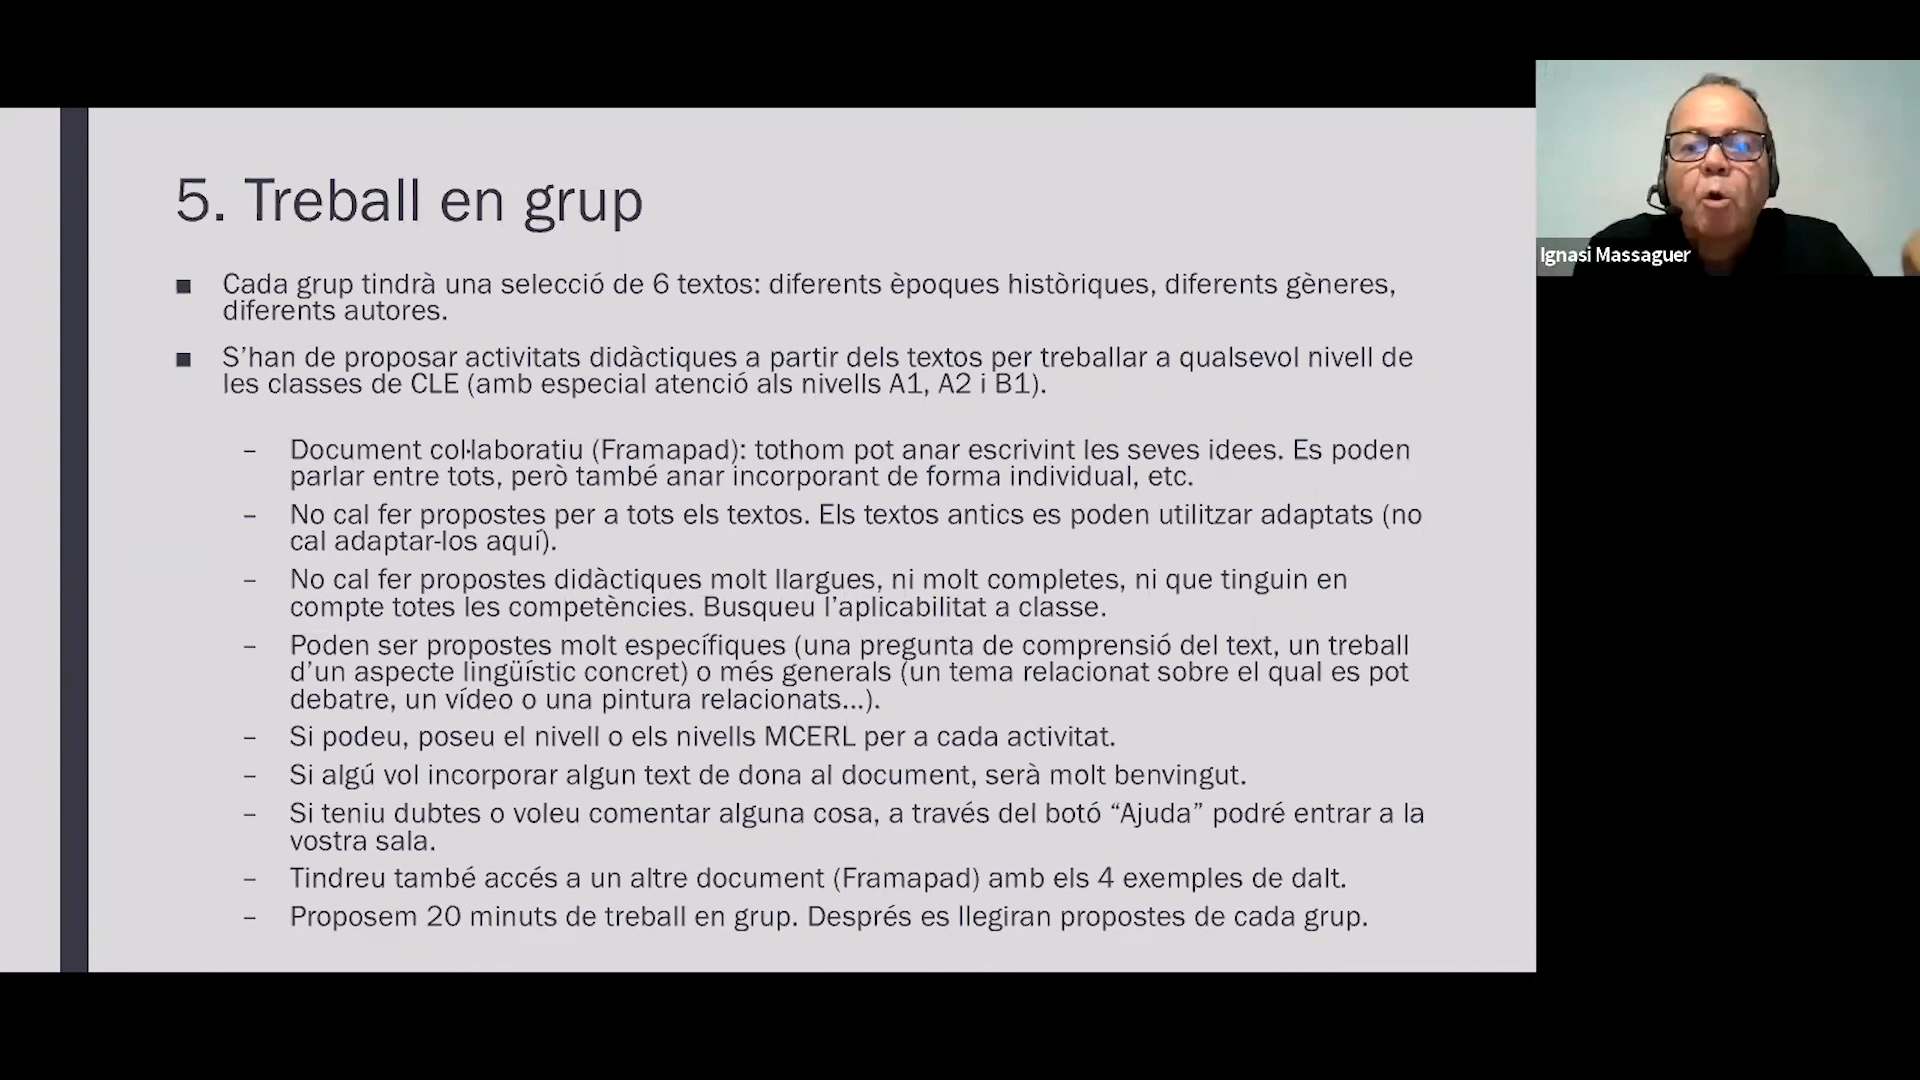 5. Treball en grup
Cada grup tindrà una selecció de 6 textos: diferents èpoques històriques, diferents gèneres,
diferents autores.
S’han de proposar activitats didàctiques a partir dels textos per treballar a qualsevol nivell de
les classes de CLE (amb especial atenció als nivells A1, A2 i B1).
– Document col·laboratiu (Framapad): tothom pot anar escrivint les seves idees. Es poden
parlar entre tots, però també anar incorporant de forma individual, etc.
– No cal fer propostes per a tots els textos. Els textos antics es poden utilitzar adaptats (no
cal adaptar-los aquí).
– No cal fer propostes didàctiques molt llargues, ni molt completes, ni que tinguin en
compte totes les competències. Busqueu l’aplicabilitat a classe.
– Poden ser propostes molt específiques (una pregunta de comprensió del text, un treball
d’un aspecte lingüístic concret) o més generals (un tema relacionat sobre el qual es pot
debatre, un vídeo o una pintura relacionats...).
– Si podeu, poseu el nivell o els nivells MCERL per a cada activitat.
– Si algú vol incorporar algun text de dona al document, serà molt benvingut.
– Si teniu dubtes o voleu comentar alguna cosa, a través del botó “Ajuda” podré entrar a la
vostra sala.
– Tindreu també accés a un altre document (Framapad) amb els 4 exemples de dalt.
– Proposem 20 minuts de treball en grup. Després es llegiran propostes de cada grup.
Ignasi Massaguer